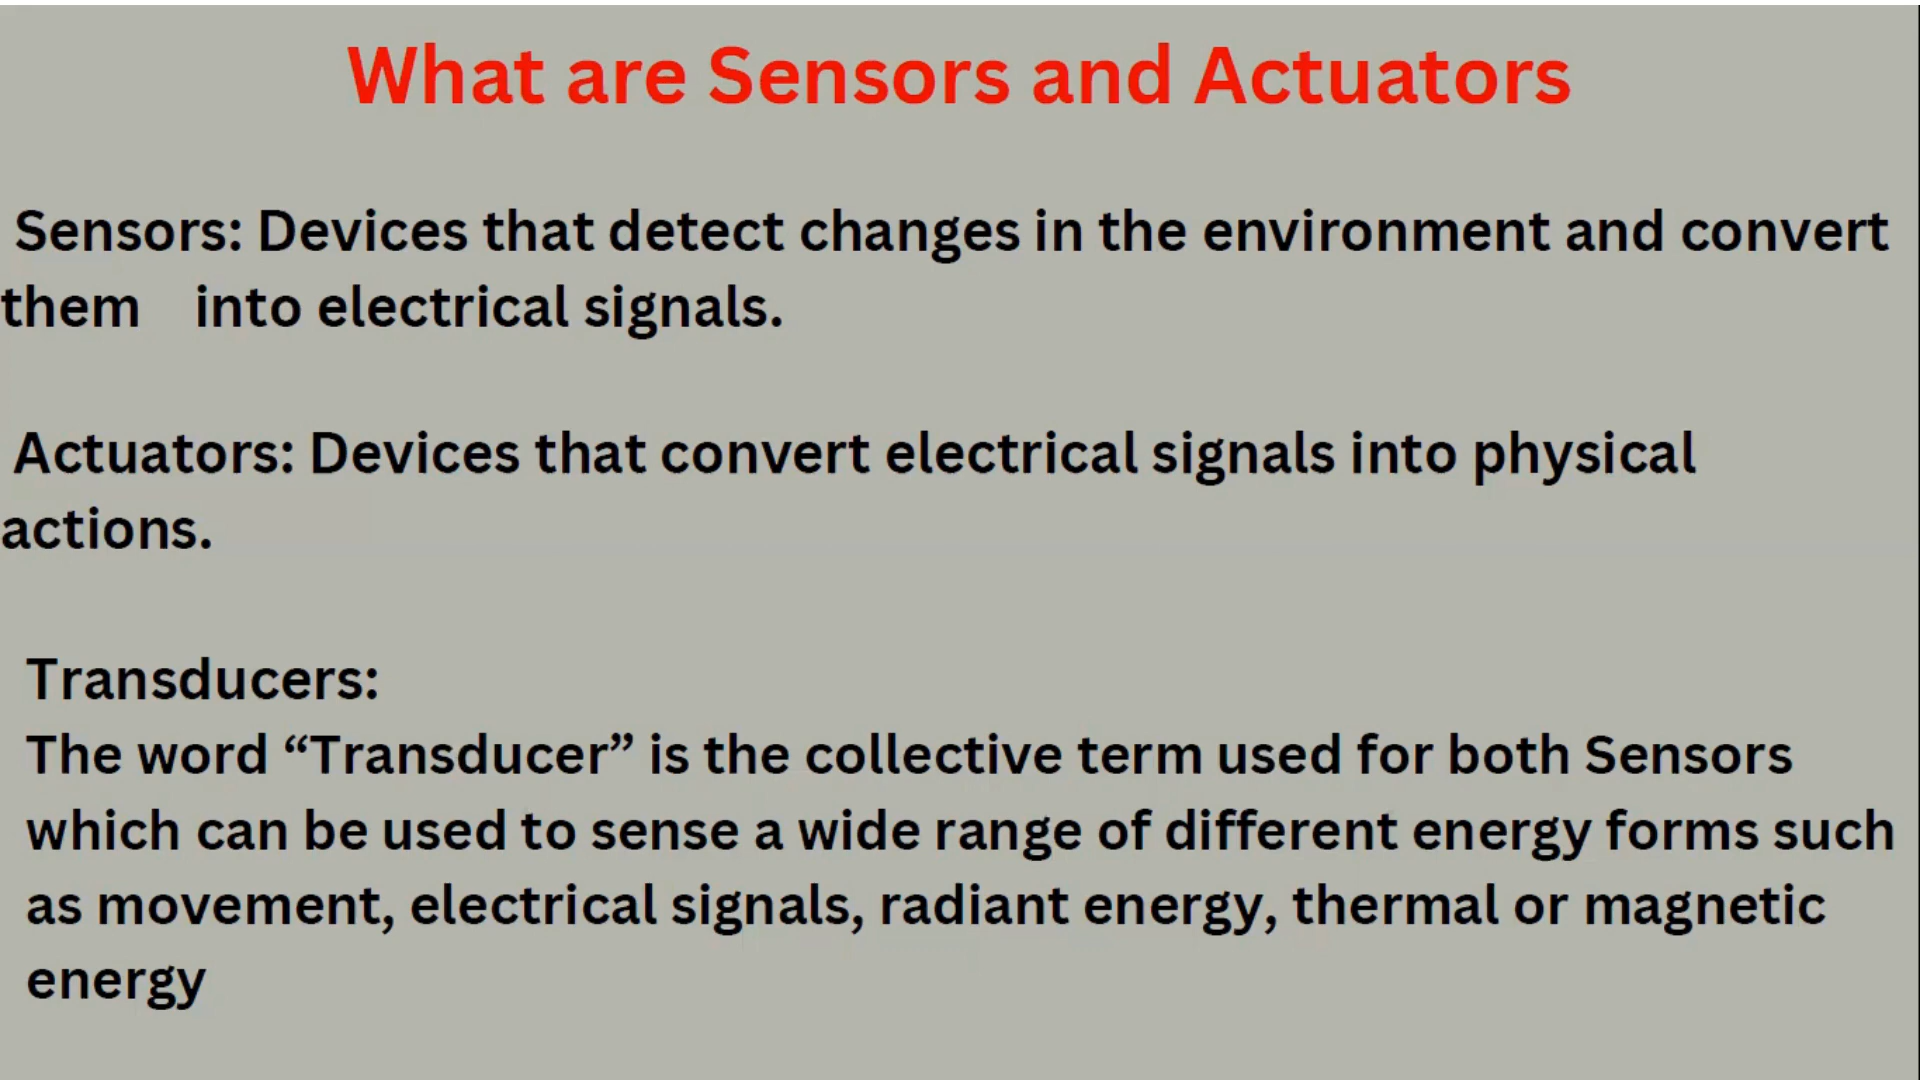 What are Sensors and Actuators
Sensors: Devices that detect changes in the environment and convert
them into electrical signals.
Actuators: Devices that convert electrical signals into physical
actions.
Transducers:
The word “Transducer” is the collective term used for both Sensors
which can be used to sense a wide range of different energy forms such
as movement, electrical signals, radiant energy, thermal or magnetic
energy